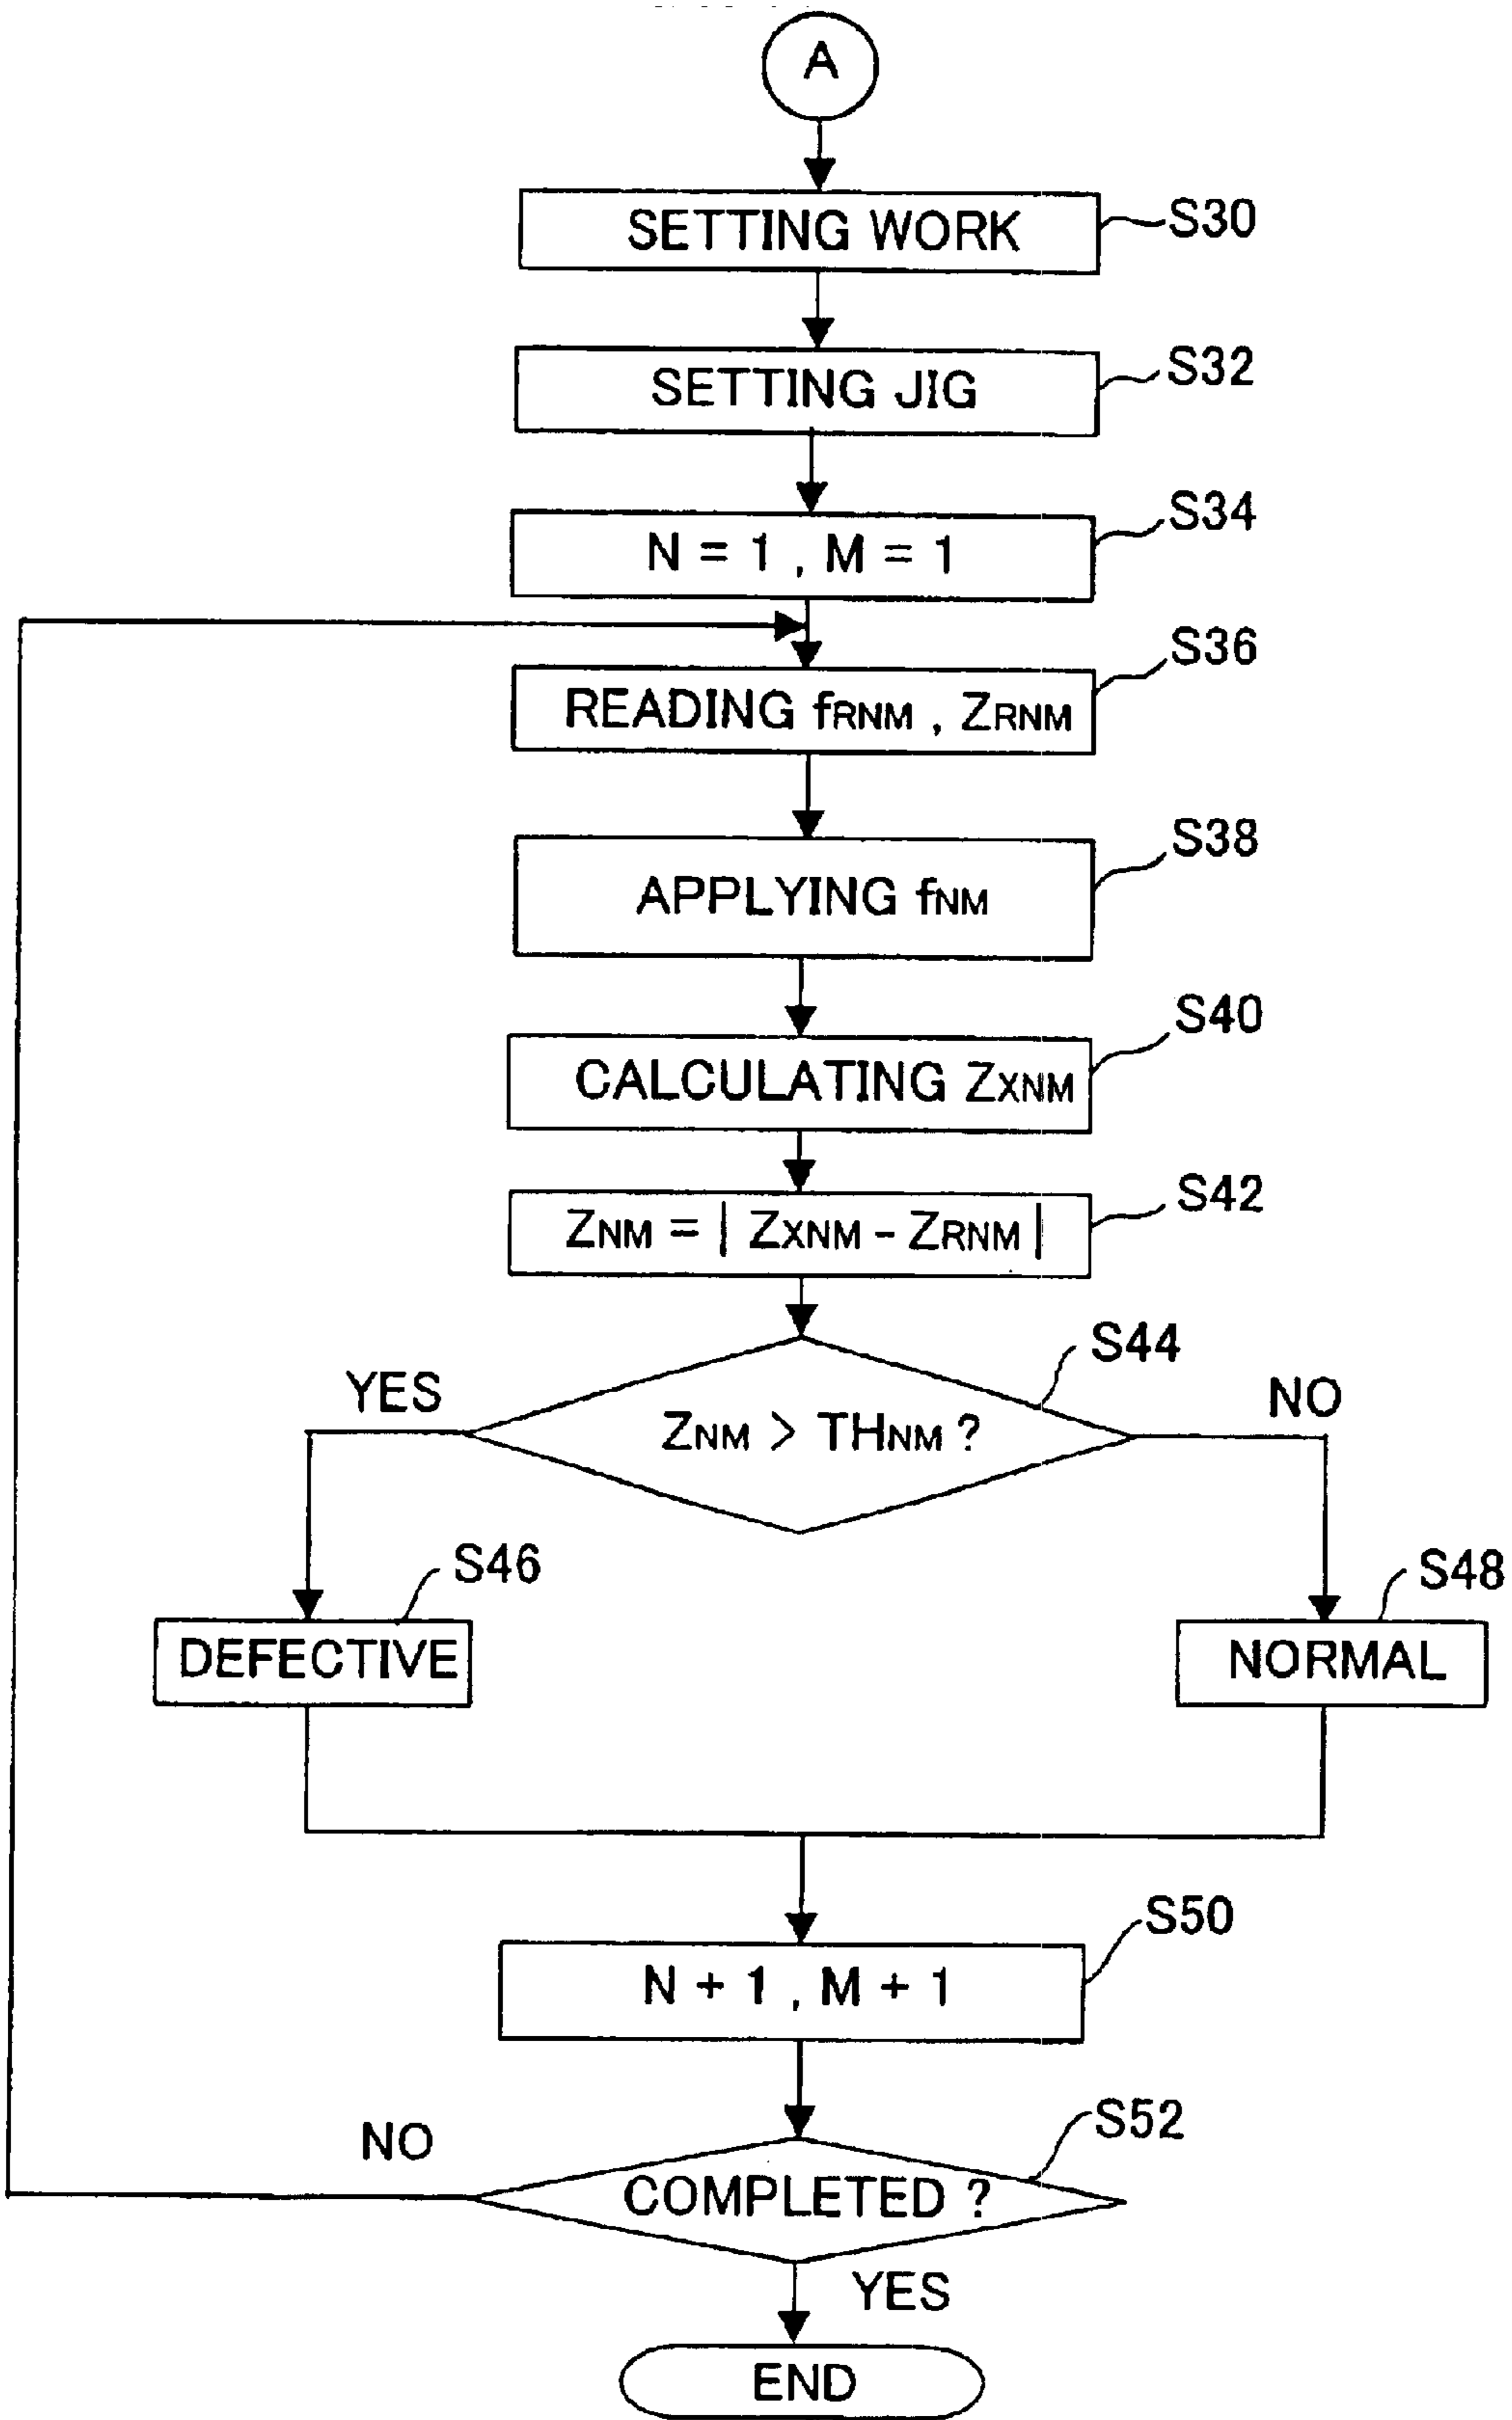 A
SETTING WORK
S30
SETTING JIG
S32
N = 1 , M = 1
S34
READING fRNM , ZRNM
S36
APPLYING fNM
S38
CALCULATING ZXNM
S40
ZNM = | ZXNM - ZRNM |
S42
S44
YES
NO
ZNM > THNM ?
S46
S48
DEFECTIVE
NORMAL
S50
N + 1 , M + 1
S52
NO
COMPLETED ?
YES
END